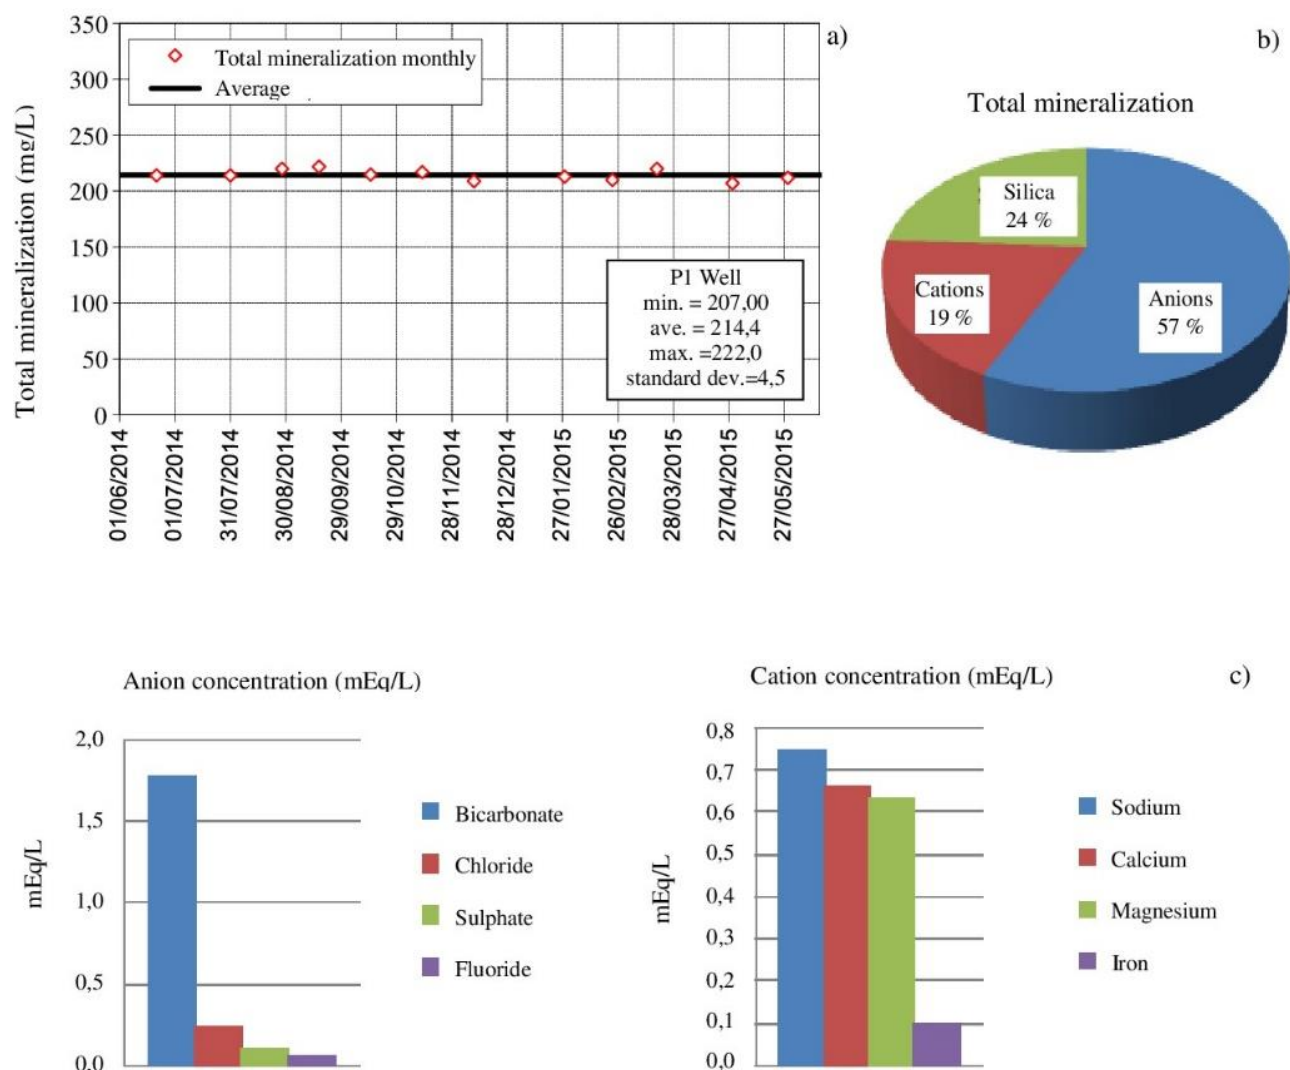 a)
350
300
250
200
150
100
50
0
Total mineralization (mg/L)
Total mineralization monthly
Average
P1 Well
min. = 207,00
ave. = 214,4
max. =222,0
standard dev.=4,5
01/06/2014
01/07/2014
31/07/2014
30/08/2014
29/09/2014
29/10/2014
28/11/2014
28/12/2014
27/01/2015
26/02/2015
28/03/2015
27/04/2015
27/05/2015
b)
Total mineralization
Silica
24 %
Cations
19 %
Anions
57 %
Anion concentration (mEq/L)
2,0
1,5
1,0
0,5
0,0
mEq/L
Bicarbonate
Chloride
Sulphate
Fluoride
Cation concentration (mEq/L)
c)
0,8
0,7
0,6
0,5
0,4
0,3
0,2
0,1
0,0
mEq/L
Sodium
Calcium
Magnesium
Iron